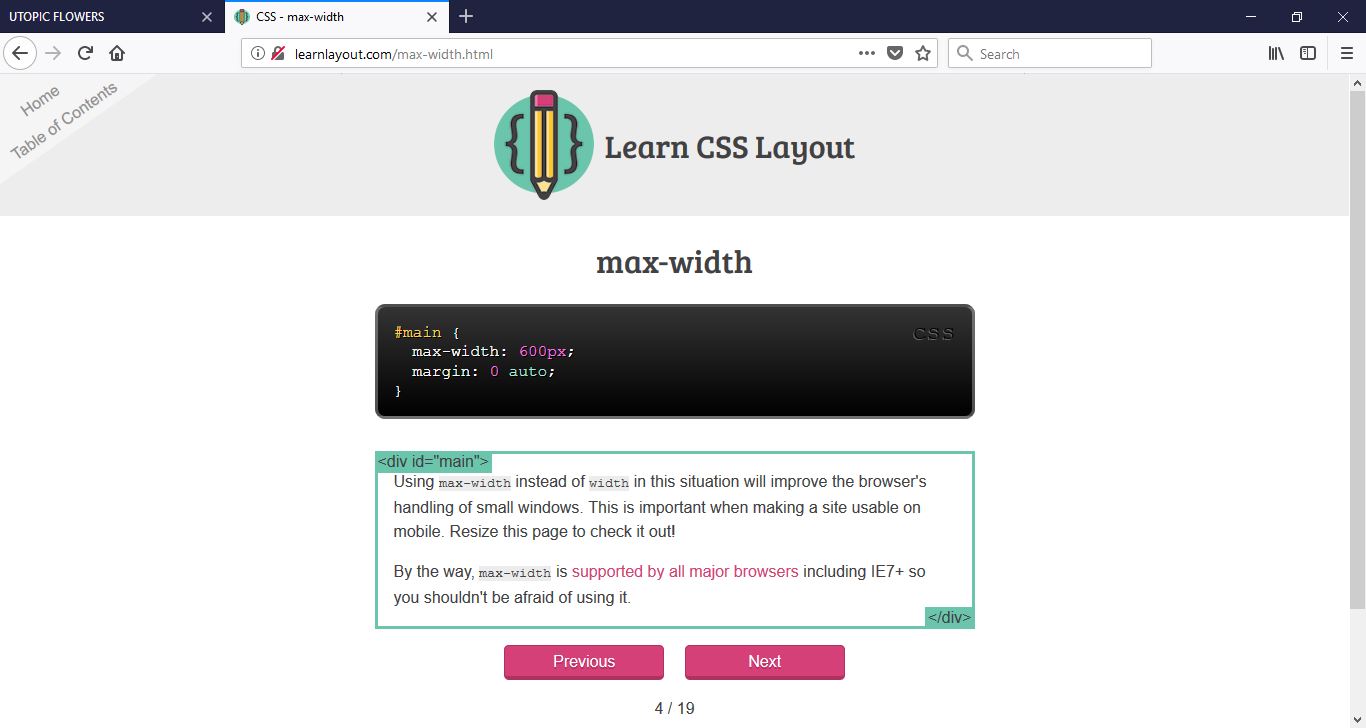 UTOPIC FLOWERS
CSS - max-width
learnlayout.com/max-width.html
Search
Home
Table of Contents
{ }
Learn CSS Layout
max-width
CSS
#main {
max-width: 600px;
margin: 0 auto;
}
<div id="main">
Using max-width instead of width in this situation will improve the browser's
handling of small windows. This is important when making a site usable on
mobile. Resize this page to check it out!
By the way, max-width is supported by all major browsers including IE7+ so
you shouldn't be afraid of using it.
</div>
Previous Next
4 / 19